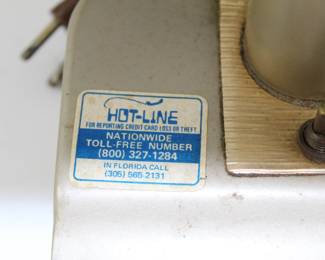 HOT-LINE
FOR REPORTING CREDIT CARD LOSS OR THEFT
NATIONWIDE
TOLL-FREE NUMBER
(800) 327-1284
IN FLORIDA CALL
(305) 565-2131